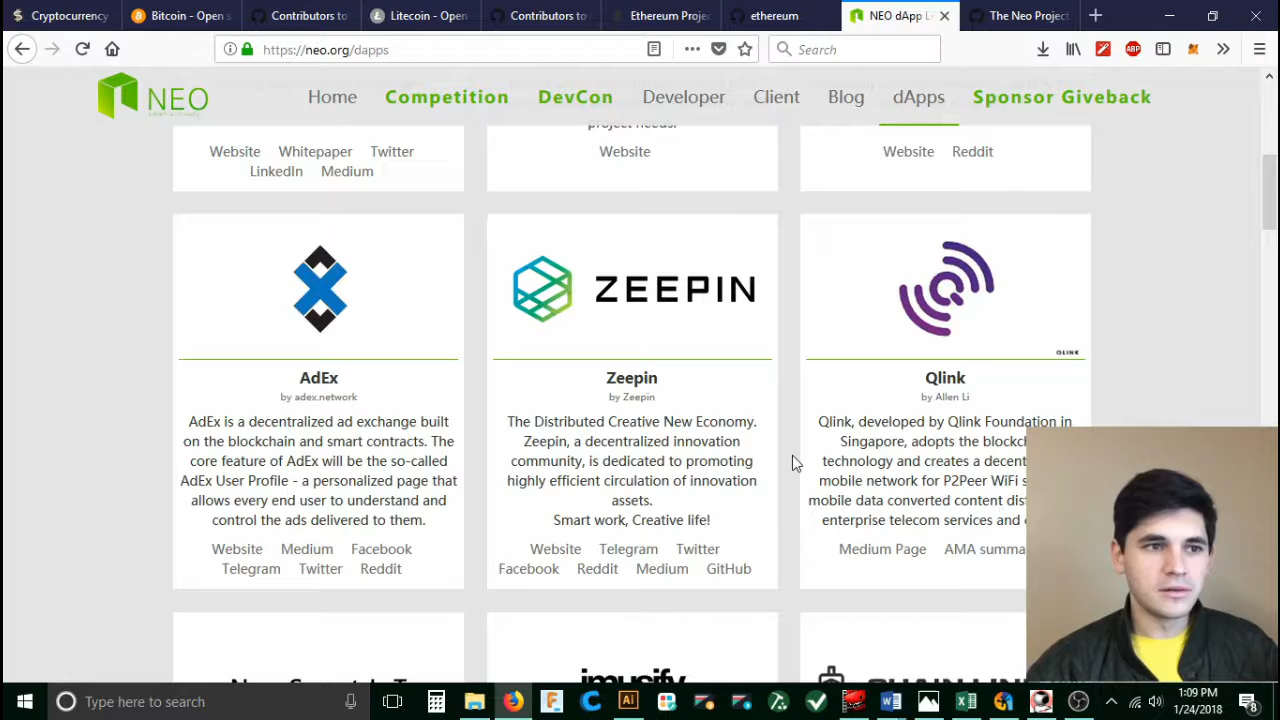 Cryptocurrency
Bitcoin - Open s
Contributors to
Litecoin - Open
Contributors to
Ethereum Proje
ethereum
NEO dApp L
The Neo Project
https://neo.org/dapps
Search
ABP
NEO
Home Competition DevCon Developer Client Blog dApps Sponsor Giveback
project needs.
Website Whitepaper Twitter
LinkedIn Medium
Website
Website Reddit
AdEx
by adex.network
AdEx is a decentralized ad exchange built
on the blockchain and smart contracts. The
core feature of AdEx will be the so-called
AdEx User Profile - a personalized page that
allows every end user to understand and
control the ads delivered to them.
Website Medium Facebook
Telegram Twitter Reddit
ZEEPIN
Zeepin
by Zeepin
The Distributed Creative New Economy.
Zeepin, a decentralized innovation
community, is dedicated to promoting
highly efficient circulation of innovation
assets.
Smart work, Creative life!
Website Telegram Twitter
Facebook Reddit Medium GitHub
QLINK
Qlink
by Allen Li
Qlink, developed by Qlink Foundation in
Singapore, adopts the blockch
technology and creates a decent
mobile network for P2Peer WiFi s
mobile data converted content dis
enterprise telecom services and
Medium Page AMA summa
imusify
Type here to search
Ai
1:09 PM
1/24/2018
8